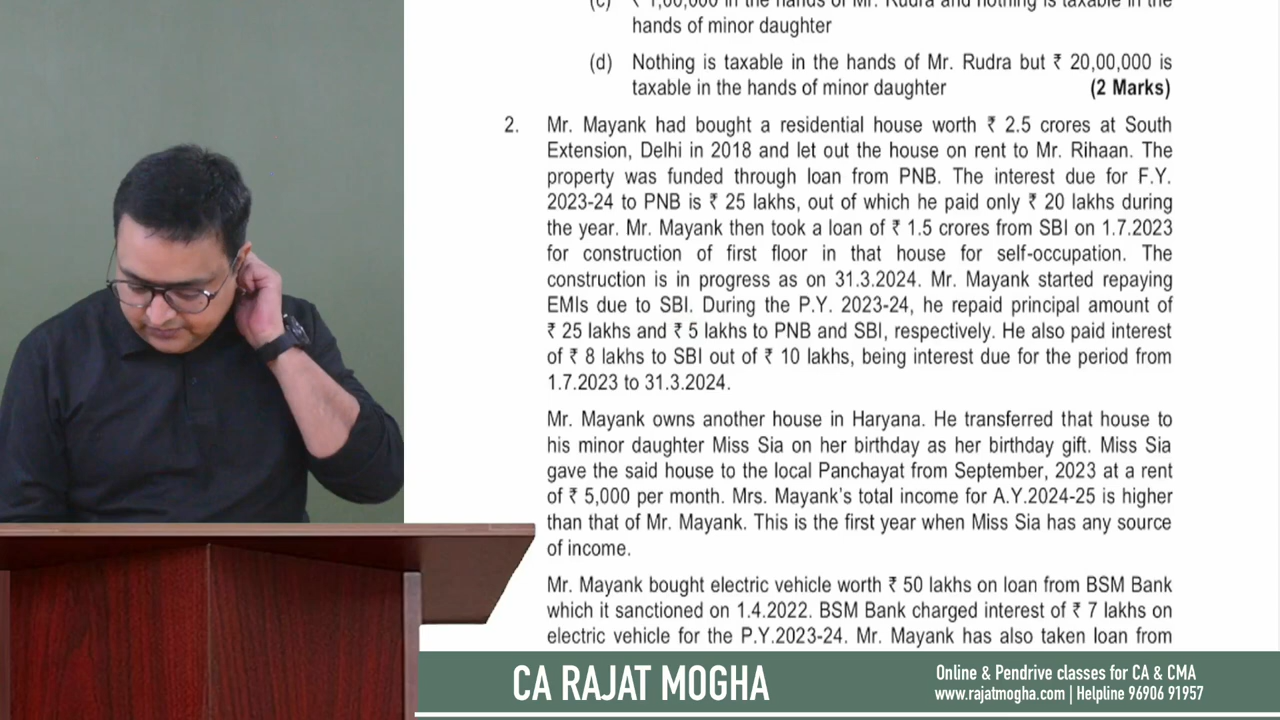 (c) ₹ 1,00,000 in the hands of Mr. Rudra and nothing is taxable in the
hands of minor daughter
(d) Nothing is taxable in the hands of Mr. Rudra but ₹ 20,00,000 is
taxable in the hands of minor daughter (2 Marks)
2. Mr. Mayank had bought a residential house worth ₹ 2.5 crores at South
Extension, Delhi in 2018 and let out the house on rent to Mr. Rihaan. The
property was funded through loan from PNB. The interest due for F.Y.
2023-24 to PNB is ₹ 25 lakhs, out of which he paid only ₹ 20 lakhs during
the year. Mr. Mayank then took a loan of ₹ 1.5 crores from SBI on 1.7.2023
for construction of first floor in that house for self-occupation. The
construction is in progress as on 31.3.2024. Mr. Mayank started repaying
EMIs due to SBI. During the P.Y. 2023-24, he repaid principal amount of
₹ 25 lakhs and ₹ 5 lakhs to PNB and SBI, respectively. He also paid interest
of ₹ 8 lakhs to SBI out of ₹ 10 lakhs, being interest due for the period from
1.7.2023 to 31.3.2024.
Mr. Mayank owns another house in Haryana. He transferred that house to
his minor daughter Miss Sia on her birthday as her birthday gift. Miss Sia
gave the said house to the local Panchayat from September, 2023 at a rent
of ₹ 5,000 per month. Mrs. Mayank's total income for A.Y.2024-25 is higher
than that of Mr. Mayank. This is the first year when Miss Sia has any source
of income.
Mr. Mayank bought electric vehicle worth ₹ 50 lakhs on loan from BSM Bank
which it sanctioned on 1.4.2022. BSM Bank charged interest of ₹ 7 lakhs on
electric vehicle for the P.Y.2023-24. Mr. Mayank has also taken loan from
CA RAJAT MOGHA
Online & Pendrive classes for CA & CMA
www.rajatmogha.com | Helpline 96906 91957